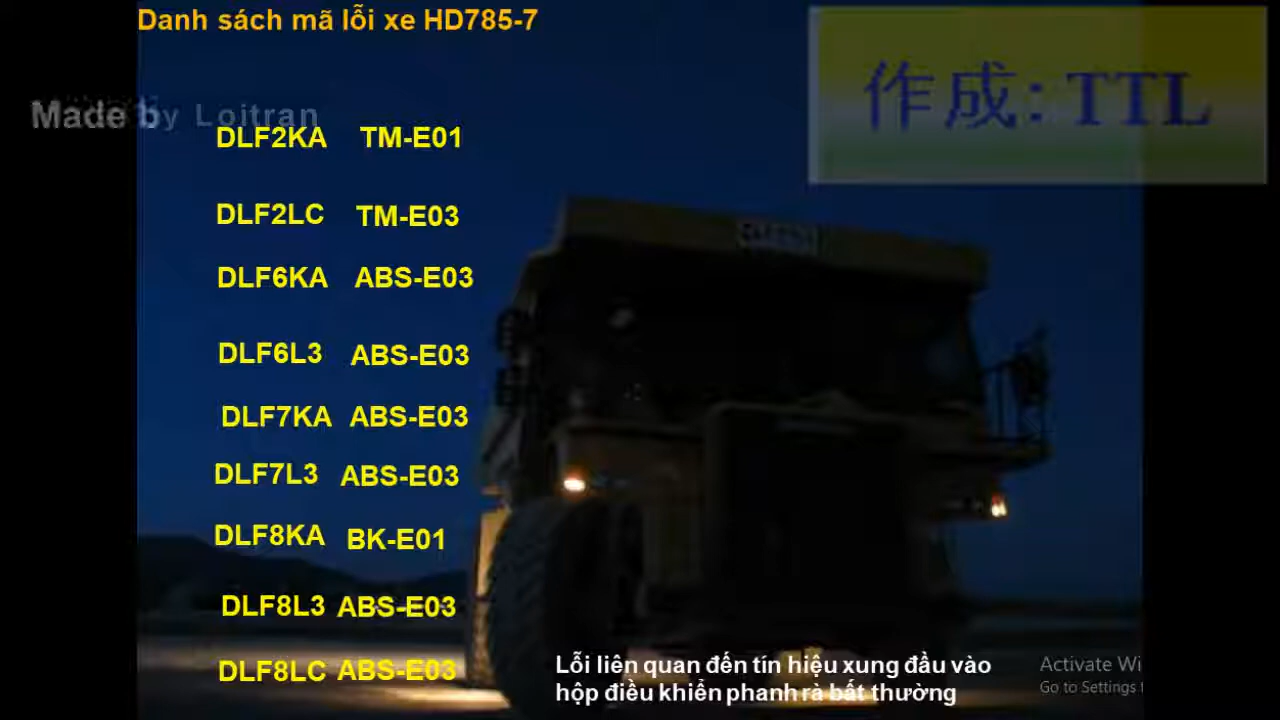 Danh sách mã lỗi xe HD785-7
作成: TTL
Made by Loitran
DLF2KA TM-E01
DLF2LC TM-E03
DLF6KA ABS-E03
DLF6L3 ABS-E03
DLF7KA ABS-E03
DLF7L3 ABS-E03
DLF8KA BK-E01
DLF8L3 ABS-E03
DLF8LC ABS-E03
Lỗi liên quan đến tín hiệu xung đầu vào
hộp điều khiển phanh rà bất thường
Activate Wi
Go to Settings